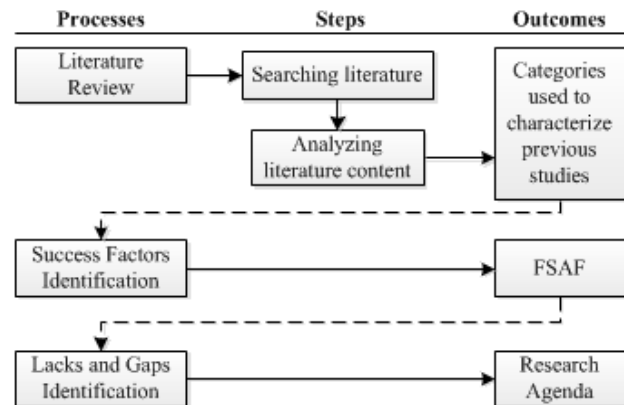 Processes
Steps
Outcomes
Literature
Review
Searching literature
Analyzing
literature content
Categories
used to
characterize
previous
studies
Success Factors
Identification
FSAF
Lacks and Gaps
Identification
Research
Agenda